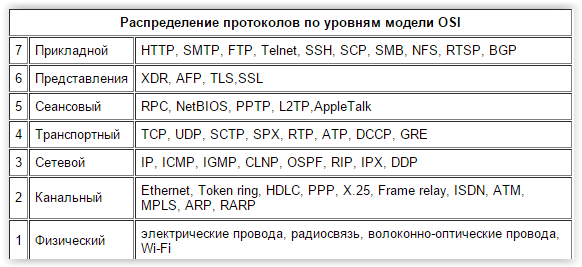 Распределение протоколов по уровням модели OSI
7 Прикладной HTTP, SMTP, FTP, Telnet, SSH, SCP, SMB, NFS, RTSP, BGP
6 Представления XDR, AFP, TLS,SSL
5 Сеансовый RPC, NetBIOS, PPTP, L2TP,AppleTalk
4 Транспортный TCP, UDP, SCTP, SPX, RTP, ATP, DCCP, GRE
3 Сетевой IP, ICMP, IGMP, CLNP, OSPF, RIP, IPX, DDP
2 Канальный Ethernet, Token ring, HDLC, PPP, X.25, Frame relay, ISDN, ATM,
MPLS, ARP, RARP
1 Физический электрические провода, радиосвязь, волоконно-оптические провода,
Wi-Fi